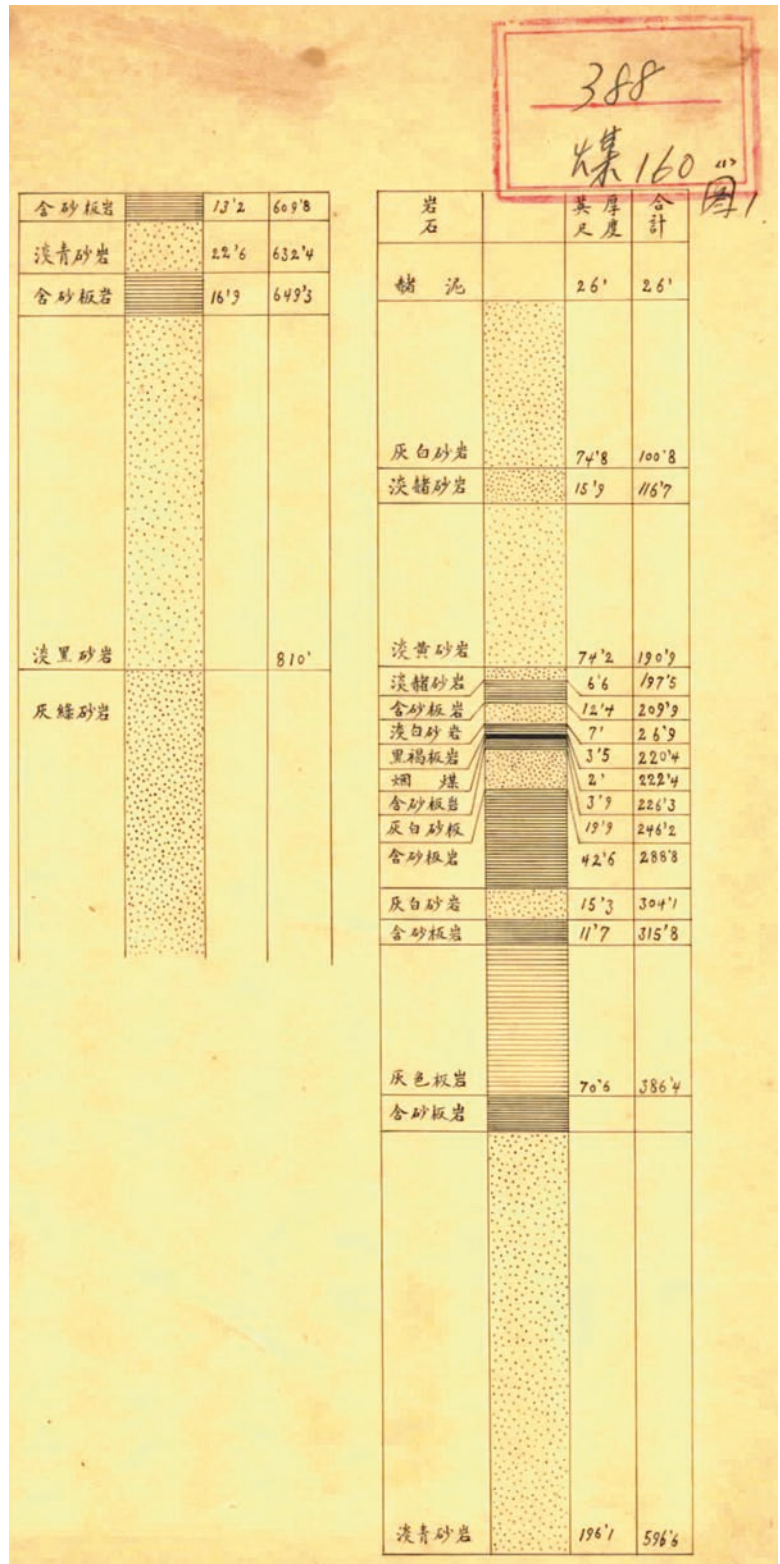 388
煤160
图1
岩石 英尺 厚度 合計
赭泥 26' 26'
灰白砂岩 74'8 100'8
淡赭砂岩 15'9 116'7
淡黄砂岩 74'2 190'9
淡赭砂岩 6'6 197'5
含砂板岩 12'4 209'9
淡白砂岩 7' 26'9
黑褐板岩 3'5 220'4
烟煤 2' 222'4
含砂板岩 3'9 226'3
灰白砂板 19'9 246'2
含砂板岩 42'6 288'8
灰白砂岩 15'3 304'1
含砂板岩 11'7 315'8
灰色板岩 70'6 386'4
含砂板岩
淡青砂岩 196'1 596'6
含砂板岩 13'2 609'8
淡青砂岩 22'6 632'4
含砂板岩 16'9 649'3
淡黑砂岩 810'
灰綠砂岩